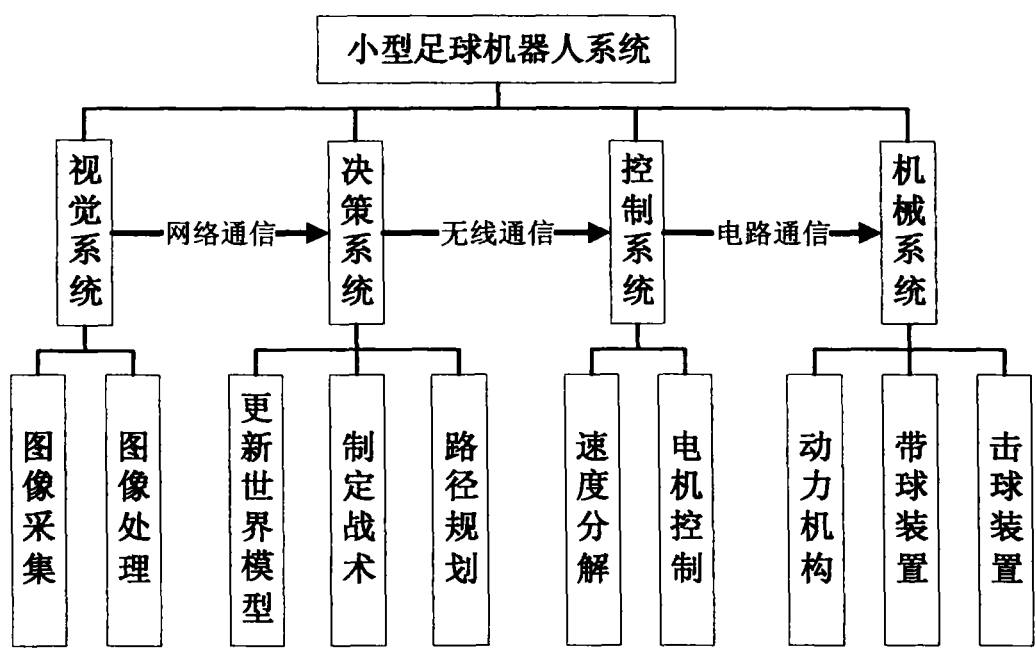 小型足球机器人系统
视觉系统
网络通信
决策系统
无线通信
控制系统
电路通信
机械系统
图像采集
图像处理
更新世界模型
制定战术
路径规划
速度分解
电机控制
动力机构
带球装置
击球装置